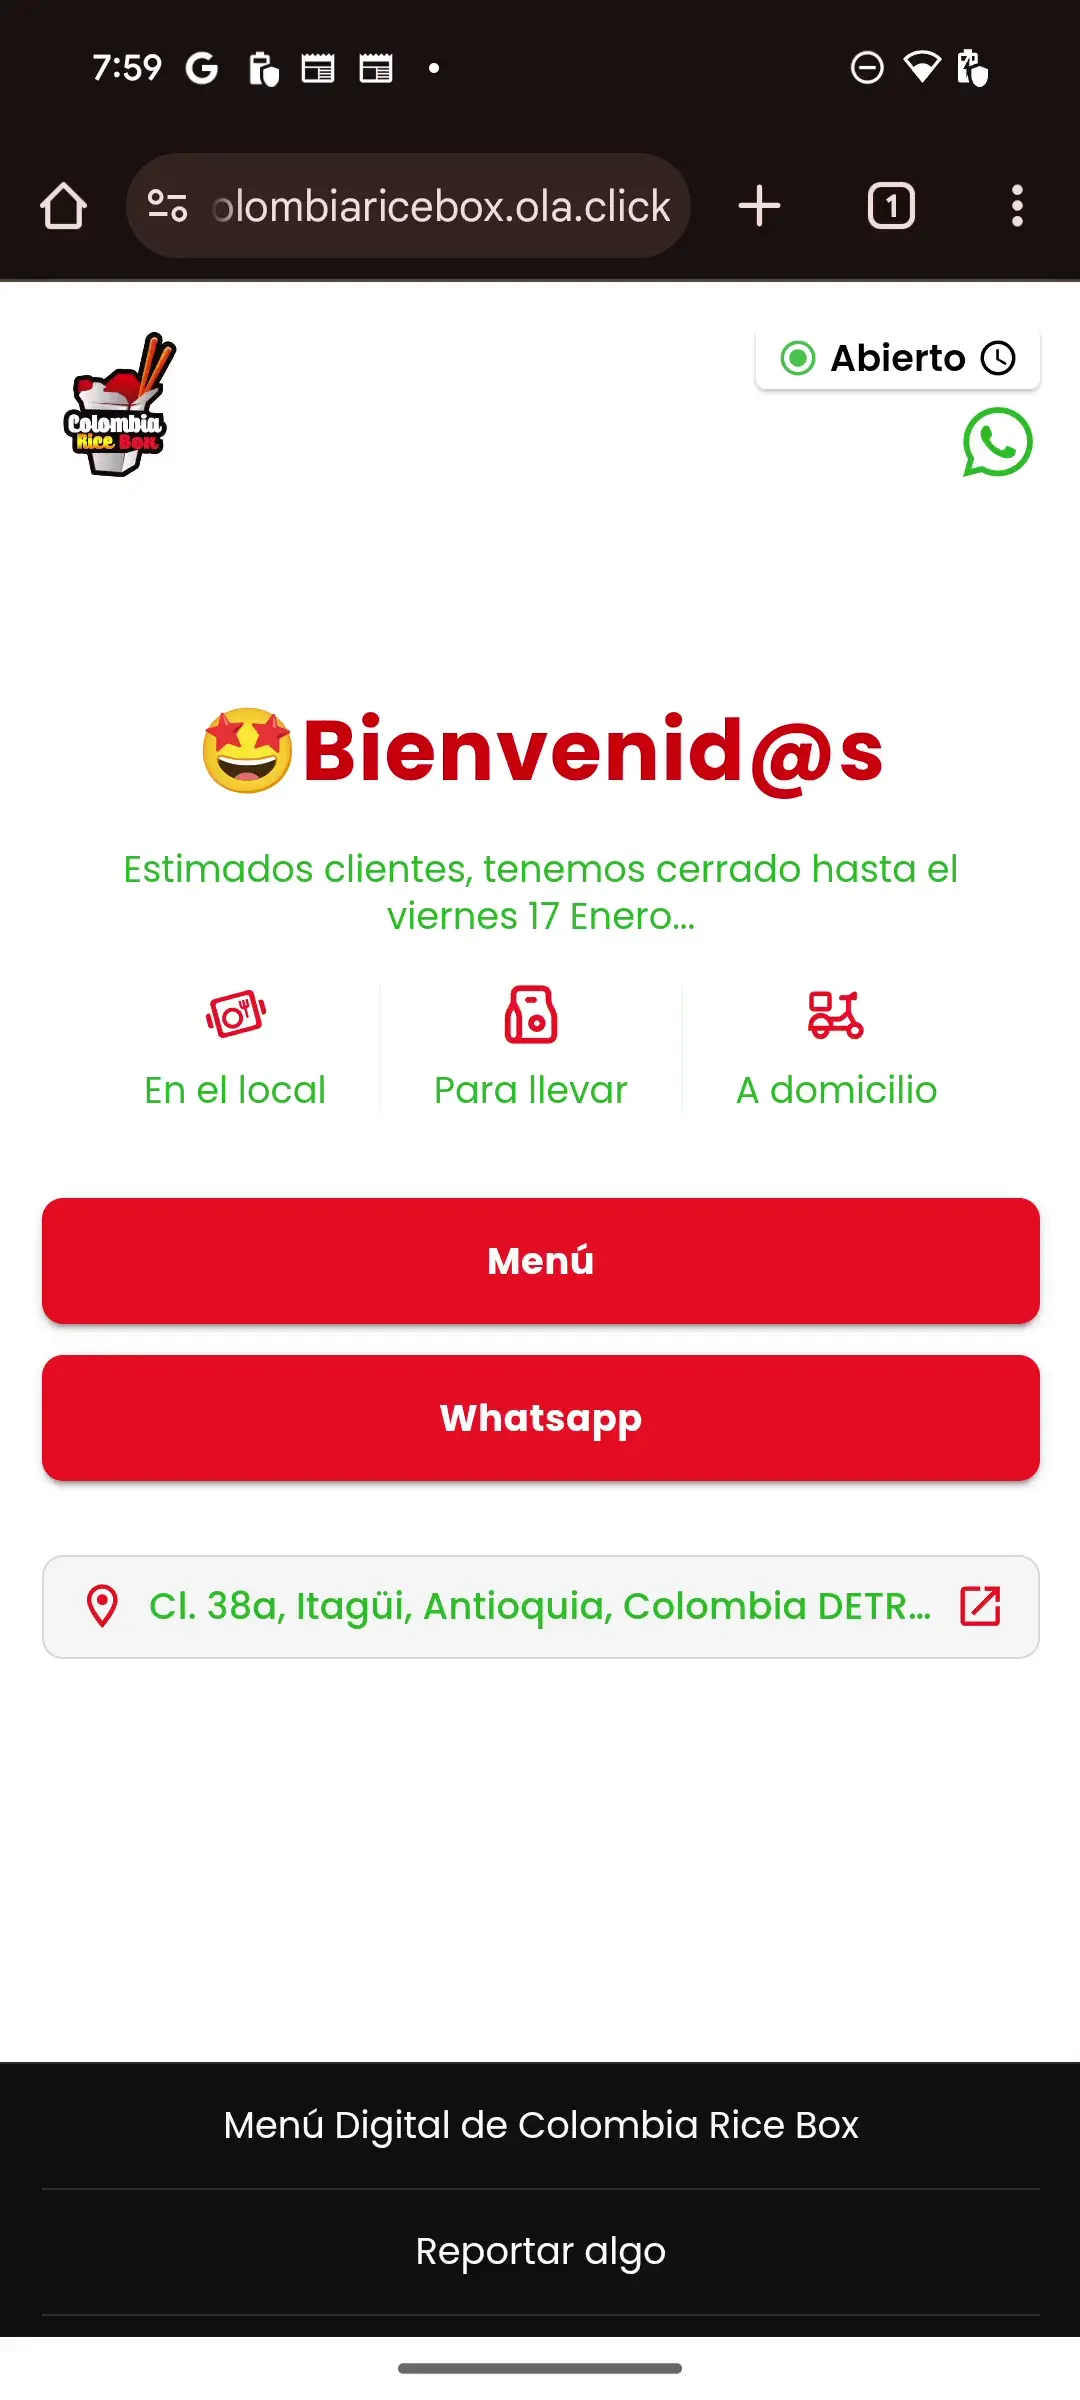 7:59
olombiaricebox.ola.click
1
Colombia
Rice Box
Abierto
Bienvenid@s
Estimados clientes, tenemos cerrado hasta el
viernes 17 Enero...
En el local
Para llevar
A domicilio
Menú
Whatsapp
Cl. 38a, Itagüi, Antioquia, Colombia DETR...
Menú Digital de Colombia Rice Box
Reportar algo